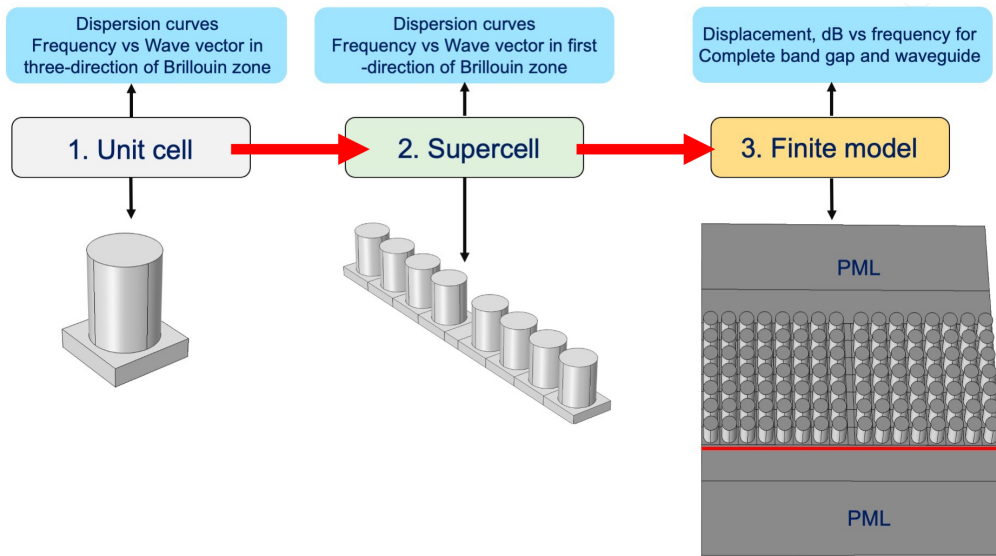 Dispersion curves
Frequency vs Wave vector in
three-direction of Brillouin zone
Dispersion curves
Frequency vs Wave vector in first
-direction of Brillouin zone
Displacement, dB vs frequency for
Complete band gap and waveguide
1. Unit cell
2. Supercell
3. Finite model
PML
PML